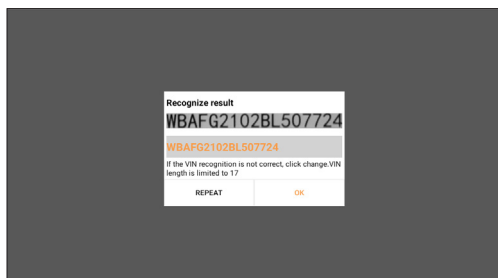 Recognize result
WBAFG2102BL507724
WBAFG2102BL507724
If the VIN recognition is not correct, click change.VIN
length is limited to 17
REPEAT OK